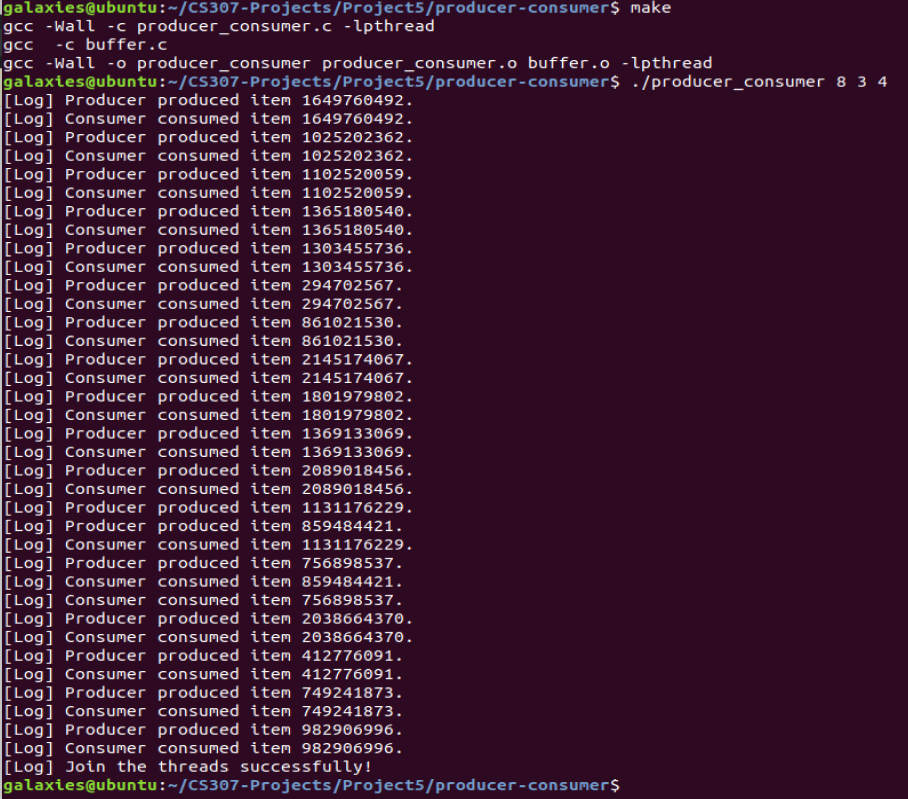 galaxies@ubuntu:~/CS307-Projects/Project5/producer-consumer$ make
gcc -Wall -c producer_consumer.c -lpthread
gcc  -c buffer.c
gcc -Wall -o producer_consumer producer_consumer.o buffer.o -lpthread
galaxies@ubuntu:~/CS307-Projects/Project5/producer-consumer$ ./producer_consumer 8 3 4
[Log] Producer produced item 1649760492.
[Log] Consumer consumed item 1649760492.
[Log] Producer produced item 1025202362.
[Log] Consumer consumed item 1025202362.
[Log] Producer produced item 1102520059.
[Log] Consumer consumed item 1102520059.
[Log] Producer produced item 1365180540.
[Log] Consumer consumed item 1365180540.
[Log] Producer produced item 1303455736.
[Log] Consumer consumed item 1303455736.
[Log] Producer produced item 294702567.
[Log] Consumer consumed item 294702567.
[Log] Producer produced item 861021530.
[Log] Consumer consumed item 861021530.
[Log] Producer produced item 2145174067.
[Log] Consumer consumed item 2145174067.
[Log] Producer produced item 1801979802.
[Log] Consumer consumed item 1801979802.
[Log] Producer produced item 1369133069.
[Log] Consumer consumed item 1369133069.
[Log] Producer produced item 2089018456.
[Log] Consumer consumed item 2089018456.
[Log] Producer produced item 1131176229.
[Log] Producer produced item 859484421.
[Log] Consumer consumed item 1131176229.
[Log] Producer produced item 756898537.
[Log] Consumer consumed item 859484421.
[Log] Consumer consumed item 756898537.
[Log] Producer produced item 2038664370.
[Log] Consumer consumed item 2038664370.
[Log] Producer produced item 412776091.
[Log] Consumer consumed item 412776091.
[Log] Producer produced item 749241873.
[Log] Consumer consumed item 749241873.
[Log] Producer produced item 982906996.
[Log] Consumer consumed item 982906996.
[Log] Join the threads successfully!
galaxies@ubuntu:~/CS307-Projects/Project5/producer-consumer$